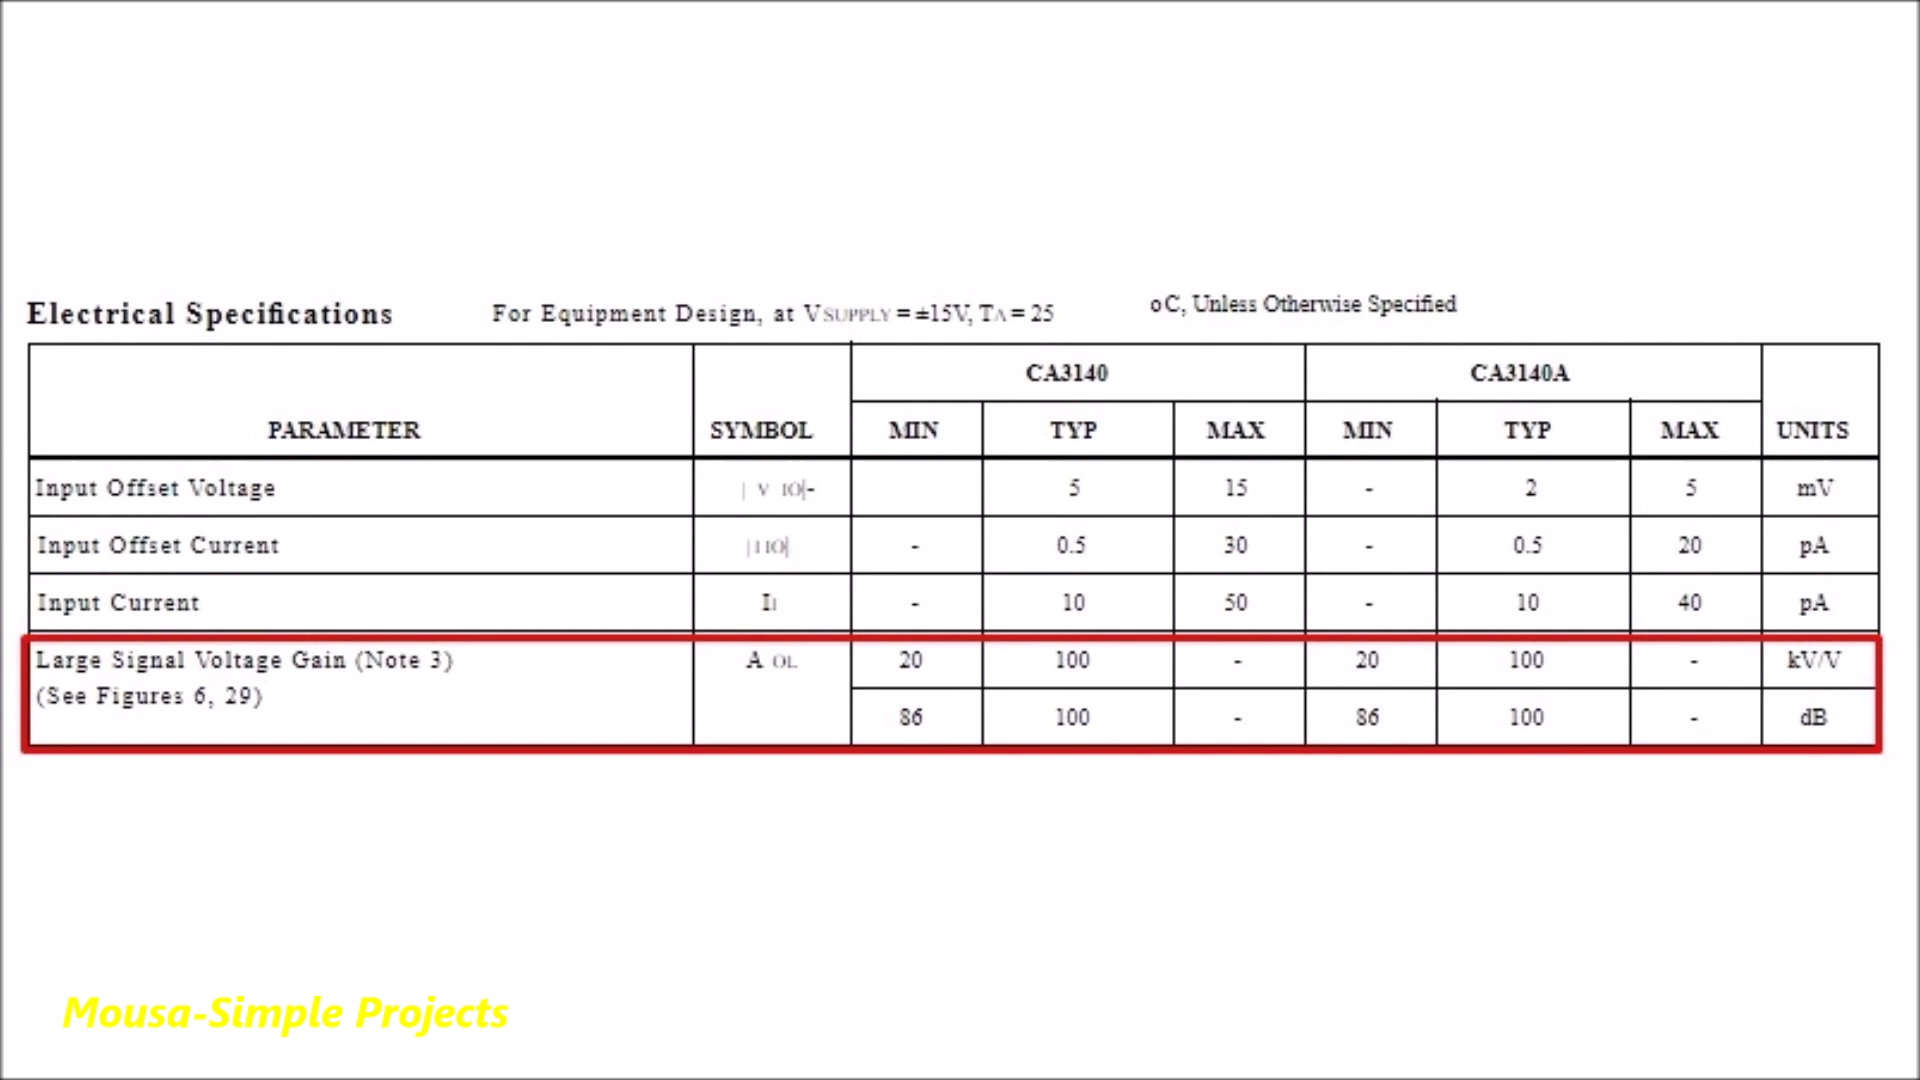 Electrical Specifications For Equipment Design, at VSUPPLY = ±15V, TA = 25 oC, Unless Otherwise Specified
CA3140 CA3140A
PARAMETER SYMBOL MIN TYP MAX MIN TYP MAX UNITS
Input Offset Voltage | V IO|- 5 15 - 2 5 mV
Input Offset Current |IIO| - 0.5 30 - 0.5 20 pA
Input Current II - 10 50 - 10 40 pA
Large Signal Voltage Gain (Note 3) A OL 20 100 - 20 100 - kV/V
(See Figures 6, 29)
86 100 - 86 100 - dB
Mousa-Simple Projects